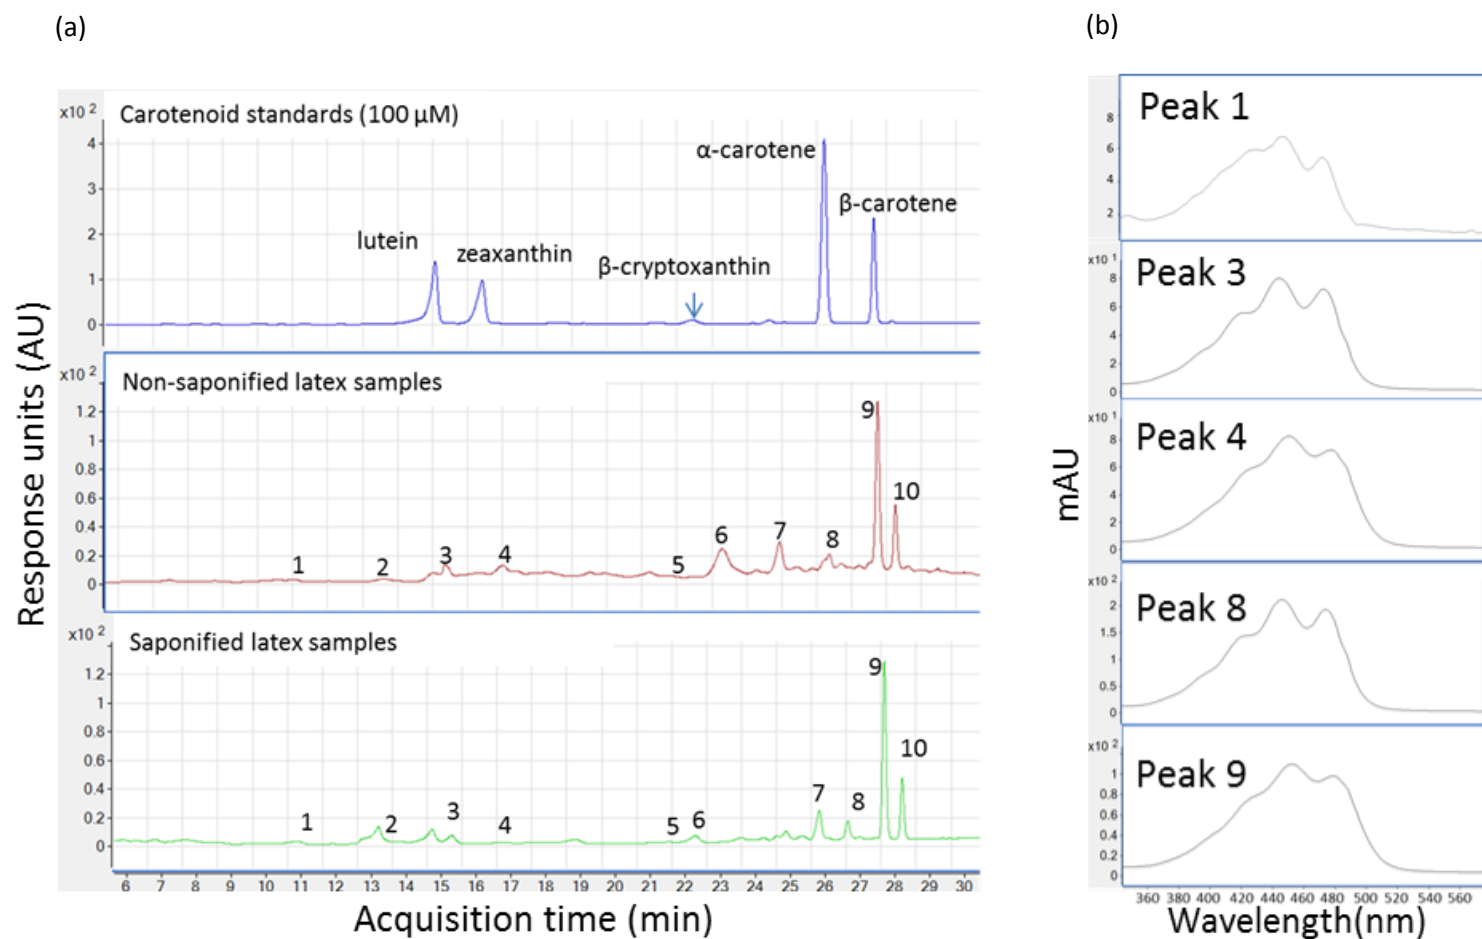 (a)
(b)
x10 2
Carotenoid standards (100 µM)
4
3
2
1
0
lutein
zeaxanthin
β-cryptoxanthin
α-carotene
β-carotene
x10 2
Non-saponified latex samples
1.2
1
0.8
0.6
0.4
0.2
0
1
2
3
4
5
6
7
8
9
10
x10 2
Saponified latex samples
1.2
1
0.8
0.6
0.4
0.2
0
1
2
3
4
5
6
7
8
9
10
6 7 8 9 10 11 13 14 15 16 17 18 19 20 21 22 23 24 25 26 27 28 29 30
Acquisition time (min)
Response units (AU)
Peak 1
8
6
4
2
x10 1
Peak 3
8
6
4
2
0
x10 1
Peak 4
8
6
4
2
0
x10 2
Peak 8
2
1.5
1
0.5
0
x10 2
Peak 9
1
0.8
0.6
0.4
0.2
0
360 380 400 420 440 460 480 500 520 540 560
Wavelength(nm)
mAU